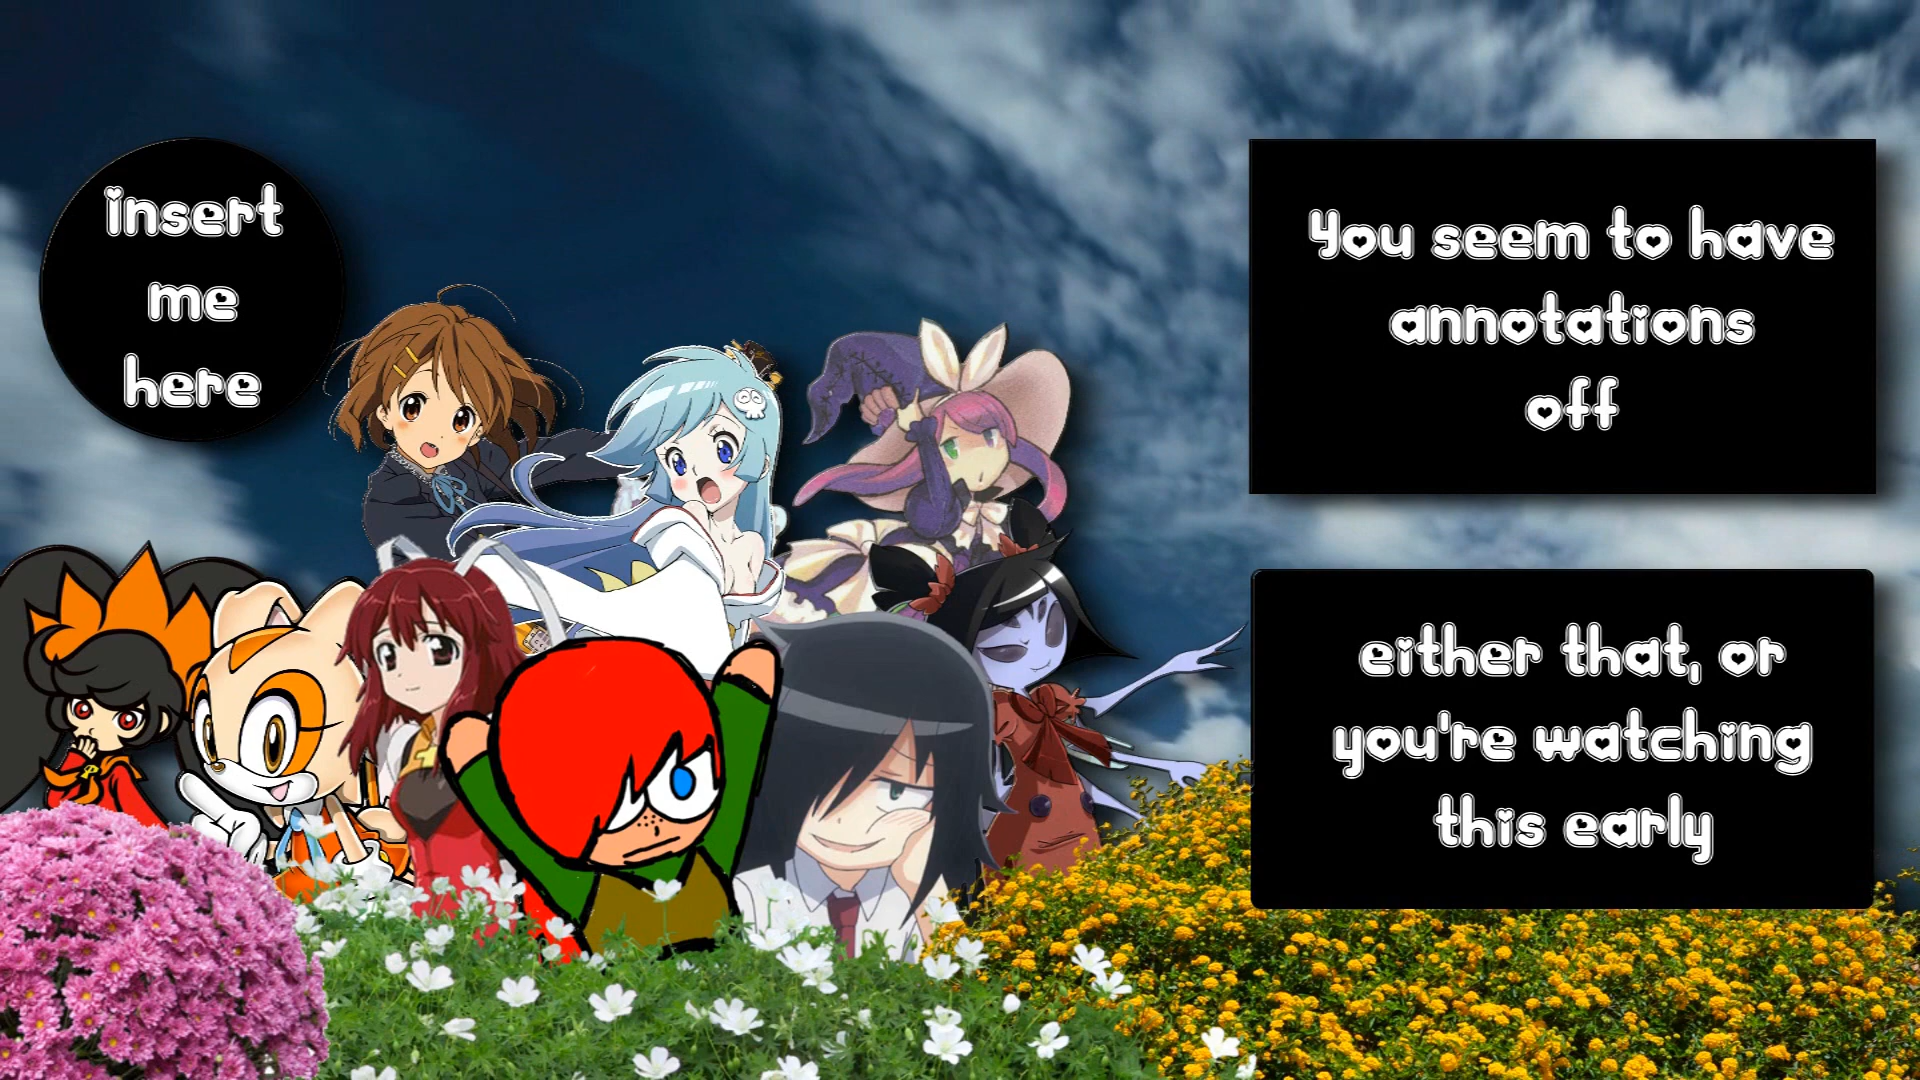 insert
me
here
You seem to have
annotations
off
either that, or
you're watching
this early